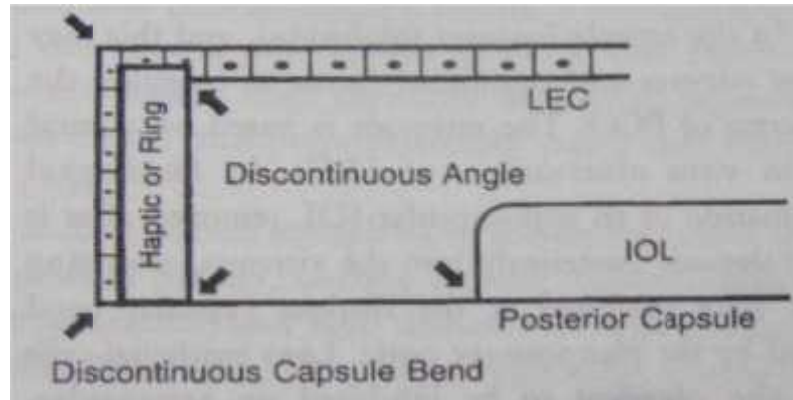 LEC
Haptic or Ring
Discontinuous Angle
IOL
Posterior Capsule
Discontinuous Capsule Bend